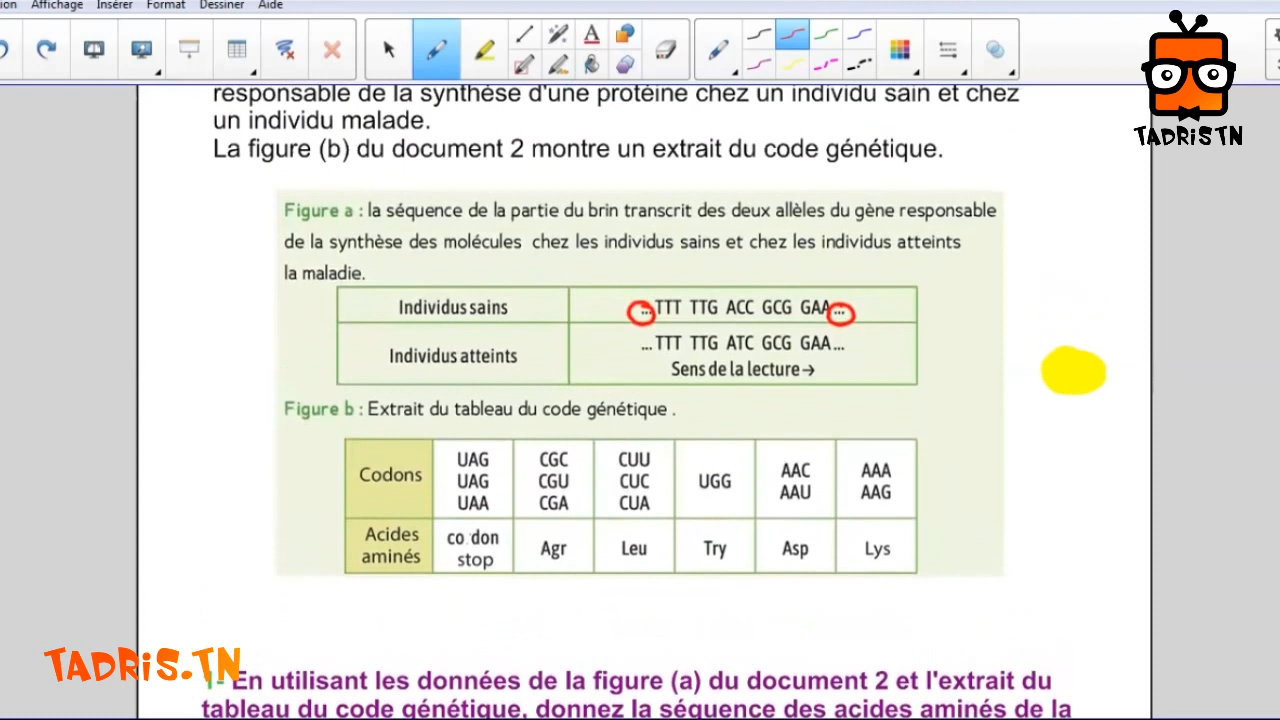 Affichage Insérer Format Dessiner Aide
TADRiSTN
responsable de la synthèse d'une protéine chez un individu sain et chez
un individu malade.
La figure (b) du document 2 montre un extrait du code génétique.
Figure a : la séquence de la partie du brin transcrit des deux allèles du gène responsable
de la synthèse des molécules chez les individus sains et chez les individus atteints
la maladie.
Individus sains ...TTT TTG ACC GCG GAA...
Individus atteints ...TTT TTG ATC GCG GAA...
Sens de la lecture→
Figure b : Extrait du tableau du code génétique .
Codons
UAG
UAG
UAA
CGC
CGU
CGA
CUU
CUC
CUA
UGG
AAC
AAU
AAA
AAG
Acides
aminés
co don
stop
Agr
Leu
Try
Asp
Lys
TADRiS.TN
1- En utilisant les données de la figure (a) du document 2 et l'extrait du
tableau du code génétique, donnez la séquence des acides aminés de la